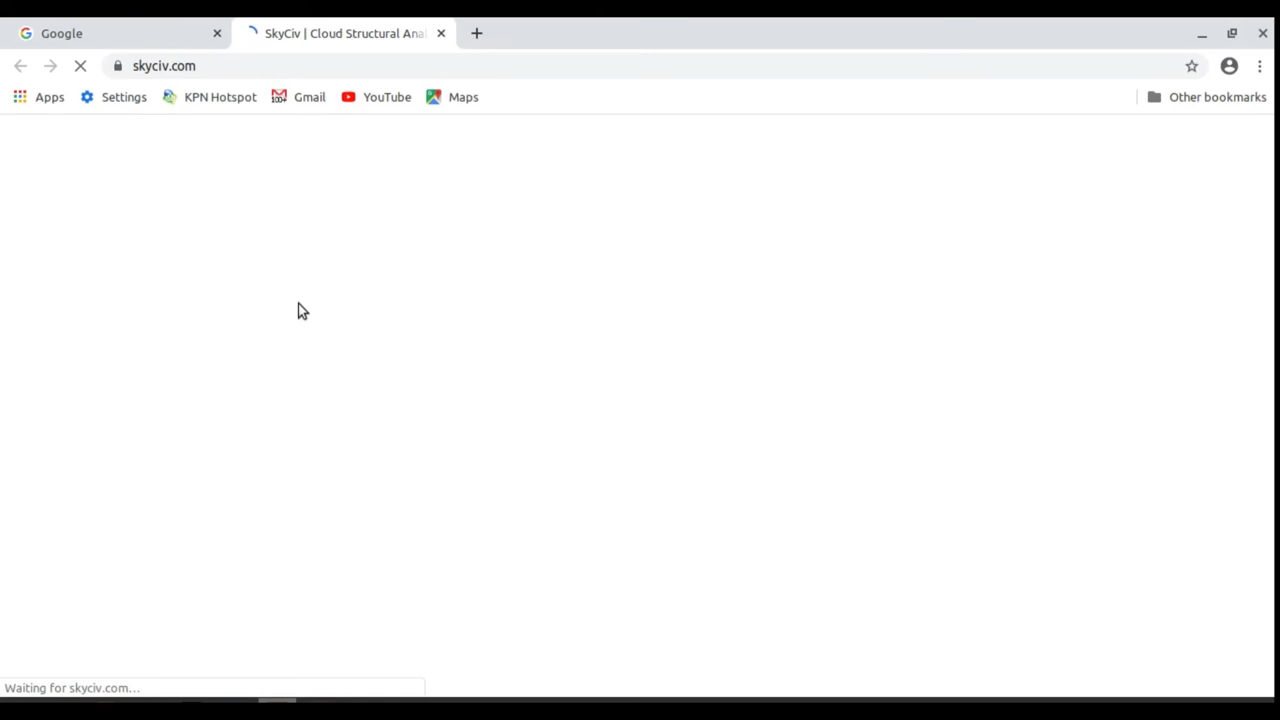 Google
SkyCiv | Cloud Structural Ana
skyciv.com
Apps Settings KPN Hotspot 100+ Gmail YouTube Maps Other bookmarks
Waiting for skyciv.com...